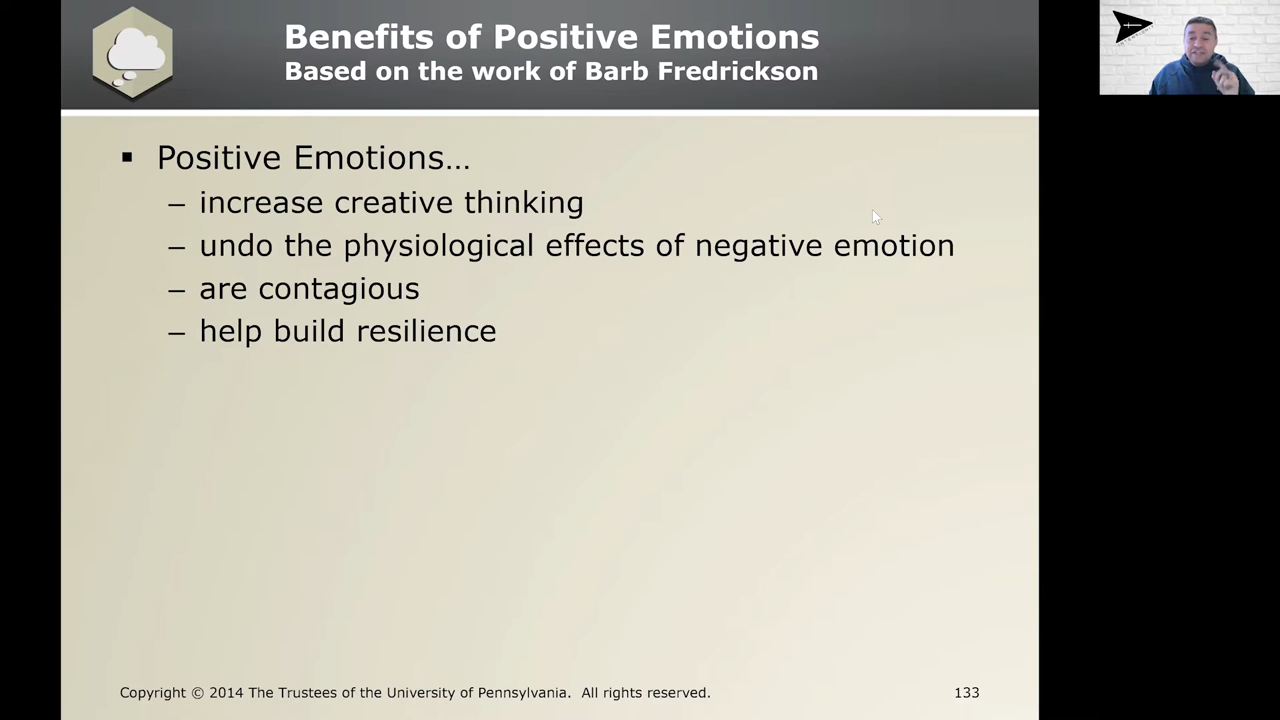 Benefits of Positive Emotions
Based on the work of Barb Fredrickson
▪ Positive Emotions…
– increase creative thinking
– undo the physiological effects of negative emotion
– are contagious
– help build resilience
Copyright © 2014 The Trustees of the University of Pennsylvania. All rights reserved.
133